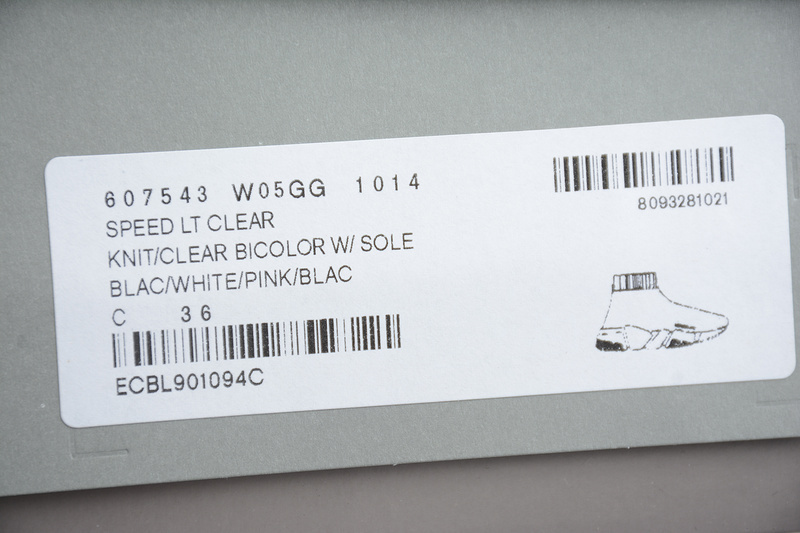 607543 W05GG 1014
SPEED LT CLEAR
KNIT/CLEAR BICOLOR W/ SOLE
BLAC/WHITE/PINK/BLAC
C 36
ECBL901094C
8093281021